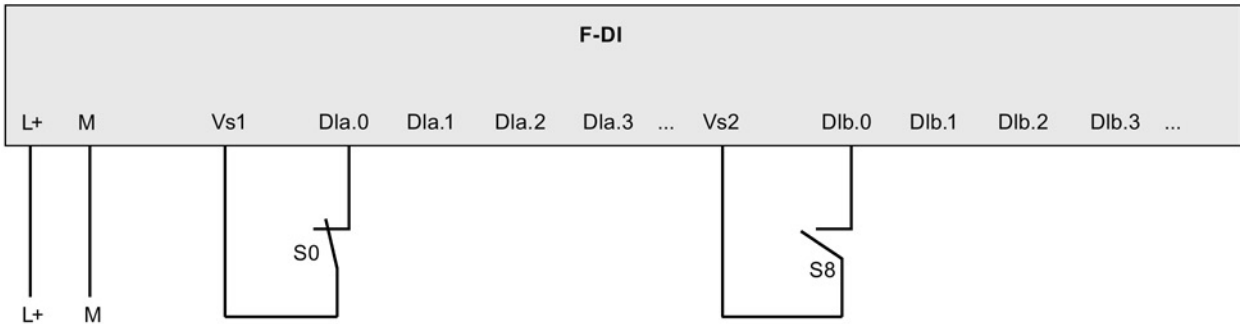 F-DI
L+ M Vs1 DIa.0 DIa.1 DIa.2 DIa.3 ... Vs2 DIb.0 DIb.1 DIb.2 DIb.3 ...
S0 S8
L+ M